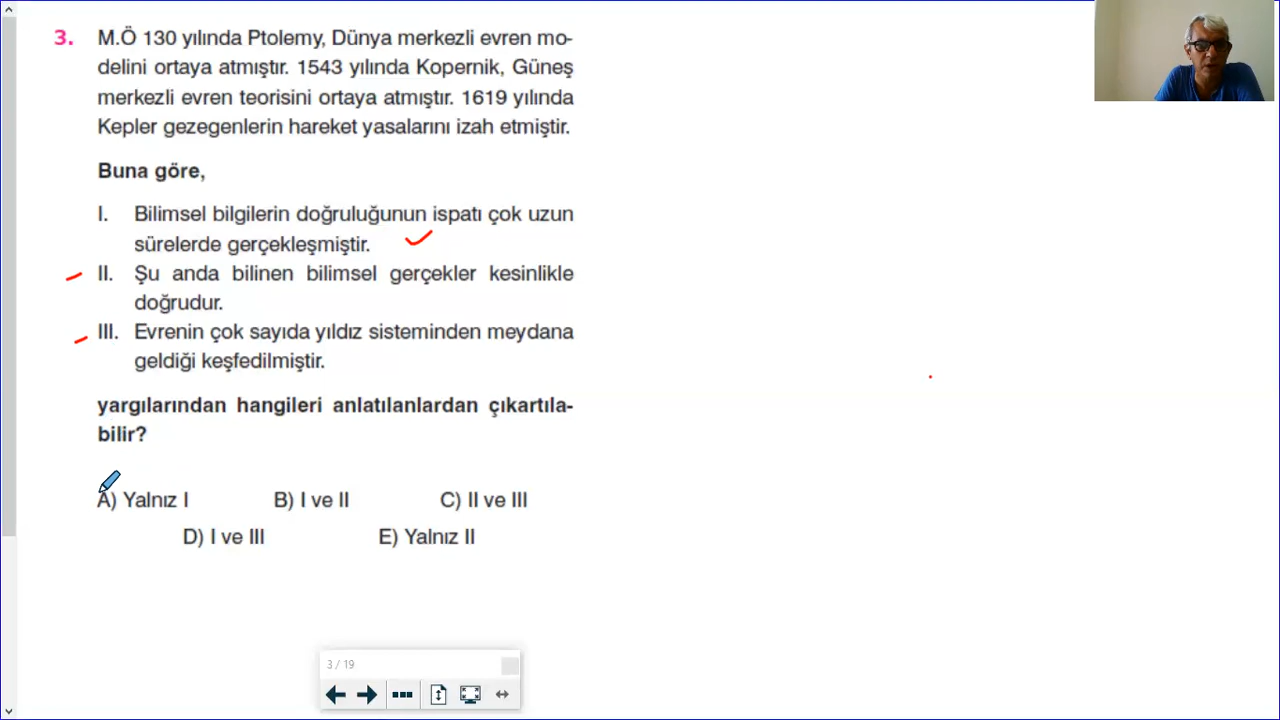 3. M.Ö 130 yılında Ptolemy, Dünya merkezli evren mo-
delini ortaya atmıştır. 1543 yılında Kopernik, Güneş
merkezli evren teorisini ortaya atmıştır. 1619 yılında
Kepler gezegenlerin hareket yasalarını izah etmiştir.
Buna göre,
I. Bilimsel bilgilerin doğruluğunun ispatı çok uzun
sürelerde gerçekleşmiştir.
II. Şu anda bilinen bilimsel gerçekler kesinlikle
doğrudur.
III. Evrenin çok sayıda yıldız sisteminden meydana
geldiği keşfedilmiştir.
yargılarından hangileri anlatılanlardan çıkartıla-
bilir?
A) Yalnız I B) I ve II C) II ve III
D) I ve III E) Yalnız II
3 / 19